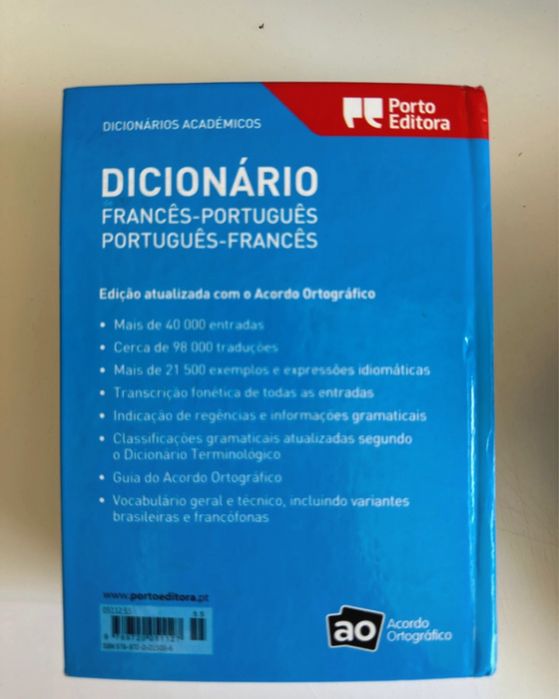 DICIONÁRIOS ACADÉMICOS
Porto
Editora
DICIONÁRIO
FRANCÊS-PORTUGUÊS
PORTUGUÊS-FRANCÊS
Edição atualizada com o Acordo Ortográfico
• Mais de 40 000 entradas
• Cerca de 98 000 traduções
• Mais de 21 500 exemplos e expressões idiomáticas
• Transcrição fonética de todas as entradas
• Indicação de regências e informações gramaticais
• Classificações gramaticais atualizadas segundo
o Dicionário Terminológico
• Guia do Acordo Ortográfico
• Vocabulário geral e técnico, incluindo variantes
brasileiras e francófonas
www.portoeditora.pt
ao
Acordo
Ortográfico